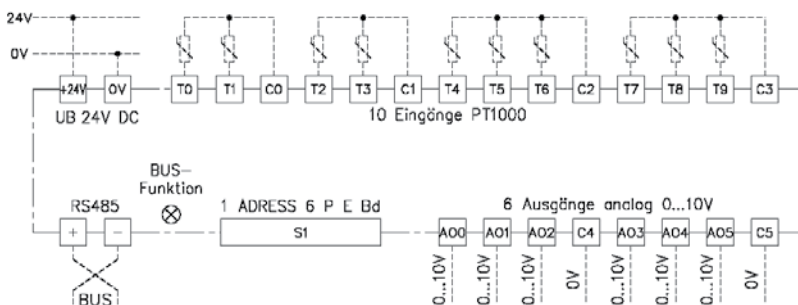 24V
0V
+24V 0V T0 T1 C0 T2 T3 C1 T4 T5 T6 C2 T7 T8 T9 C3
UB 24V DC
10 Eingänge PT1000
BUS-
Funktion
RS485
1 ADRESS 6 P E Bd
6 Ausgänge analog 0...10V
+ - S1 AO0 AO1 AO2 C4 AO3 AO4 AO5 C5
0...10V 0...10V 0...10V 0V 0...10V 0...10V 0...10V 0V
BUS